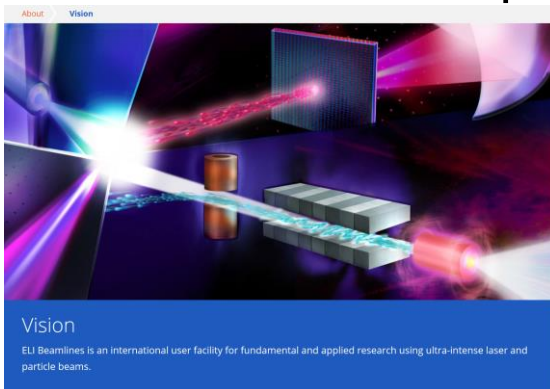 About Vision
Vision
ELI Beamlines is an international user facility for fundamental and applied research using ultra-intense laser and
particle beams.